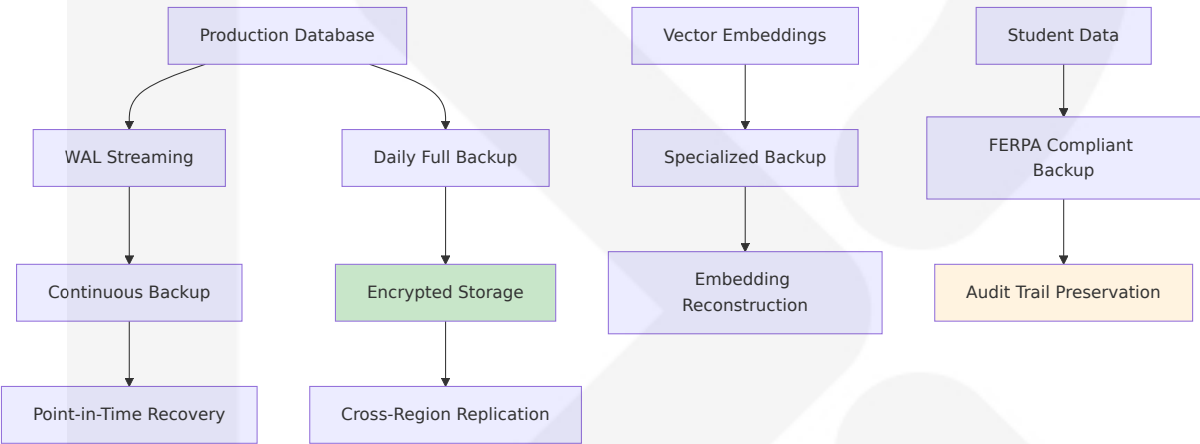 Production Database
Vector Embeddings
Student Data
WAL Streaming
Daily Full Backup
Specialized Backup
FERPA Compliant
Backup
Continuous Backup
Encrypted Storage
Embedding
Reconstruction
Audit Trail Preservation
Point-in-Time Recovery
Cross-Region Replication